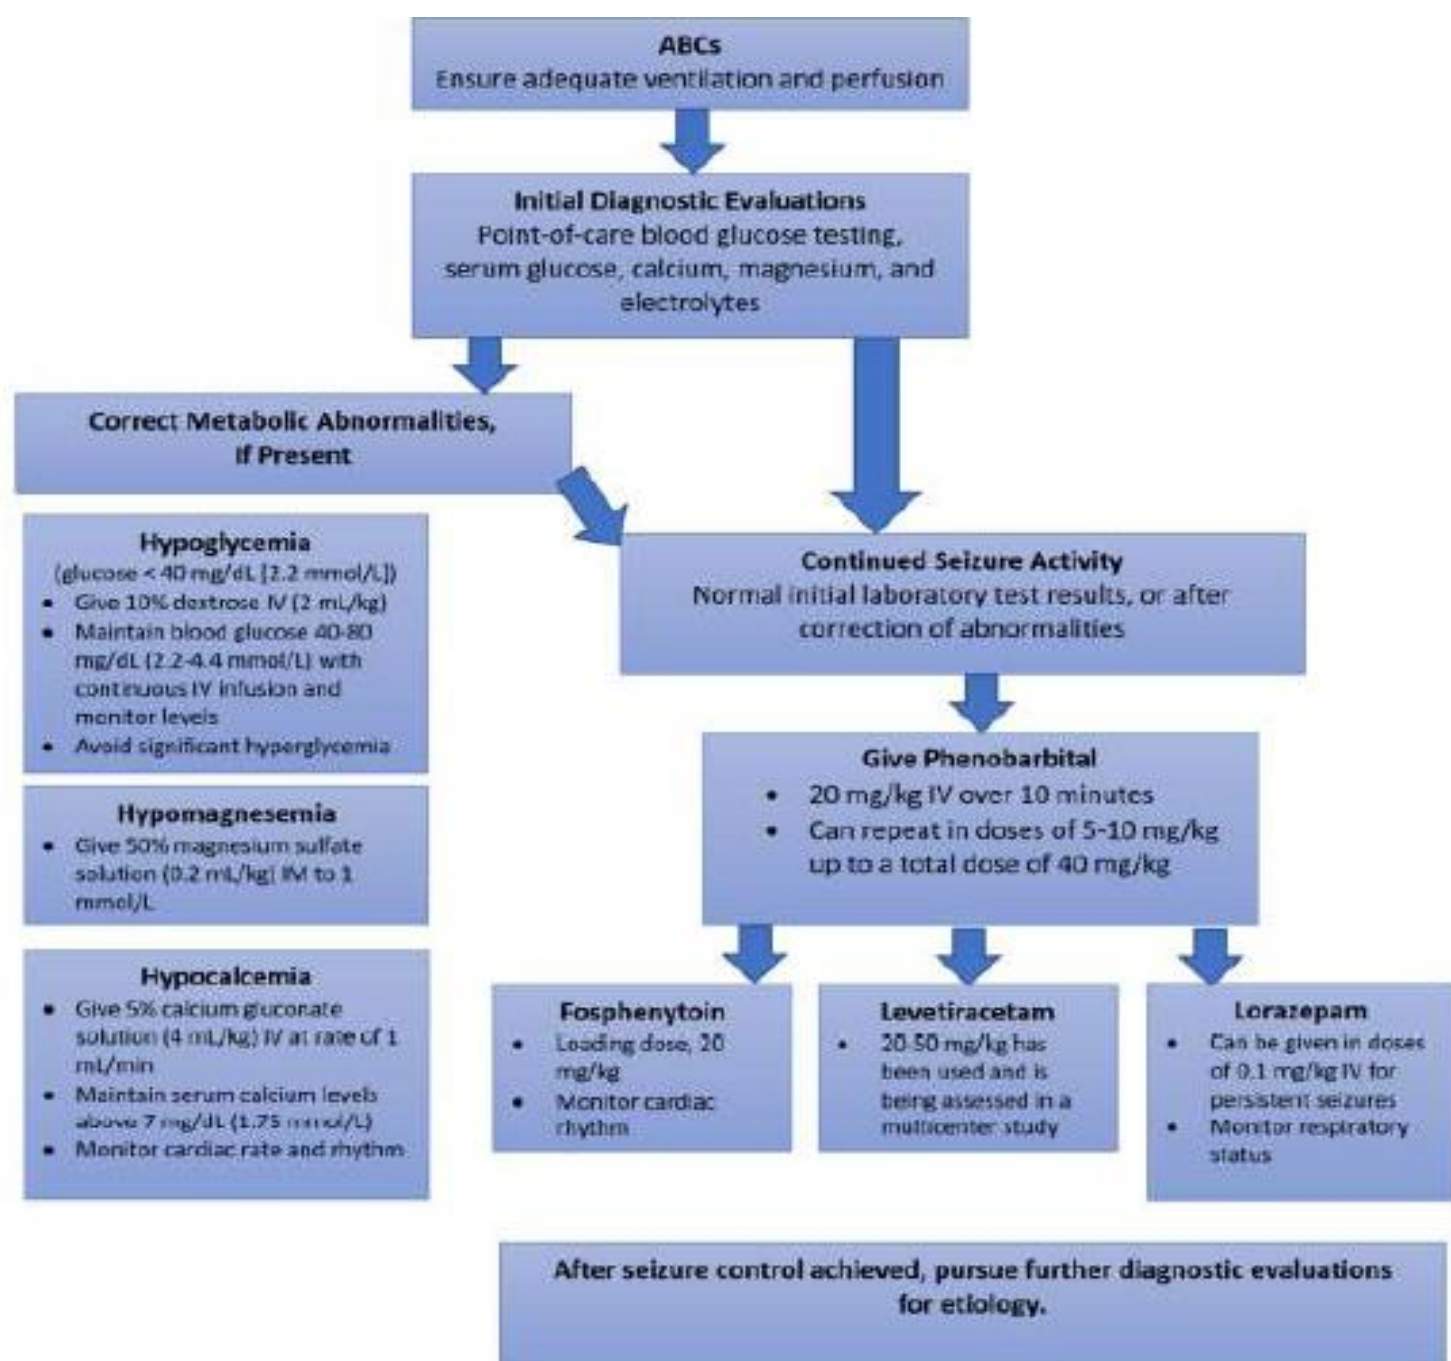 ABCs
Ensure adequate ventilation and perfusion
Initial Diagnostic Evaluations
Point-of-care blood glucose testing,
serum glucose, calcium, magnesium, and
electrolytes
Correct Metabolic Abnormalities,
If Present
Hypoglycemia
(glucose < 40 mg/dL [2.2 mmol/L])
• Give 10% dextrose IV (2 mL/kg)
• Maintain blood glucose 40-80
mg/dL (2.2-4.4 mmol/L) with
continuous IV infusion and
monitor levels
• Avoid significant hyperglycemia
Hypomagnesemia
• Give 50% magnesium sulfate
solution (0.2 mL/kg) IM to 1
mmol/L
Hypocalcemia
• Give 5% calcium gluconate
solution (4 mL/kg) IV at rate of 1
mL/min
• Maintain serum calcium levels
above 7 mg/dL (1.75 mmol/L)
• Monitor cardiac rate and rhythm
Continued Seizure Activity
Normal initial laboratory test results, or after
correction of abnormalities
Give Phenobarbital
• 20 mg/kg IV over 10 minutes
• Can repeat in doses of 5-10 mg/kg
up to a total dose of 40 mg/kg
Fosphenytoin
• Loading dose, 20
mg/kg
• Monitor cardiac
rhythm
Levetiracetam
• 20-50 mg/kg has
been used and is
being assessed in a
multicenter study
Lorazepam
• Can be given in doses
of 0.1 mg/kg IV for
persistent seizures
• Monitor respiratory
status
After seizure control achieved, pursue further diagnostic evaluations
for etiology.